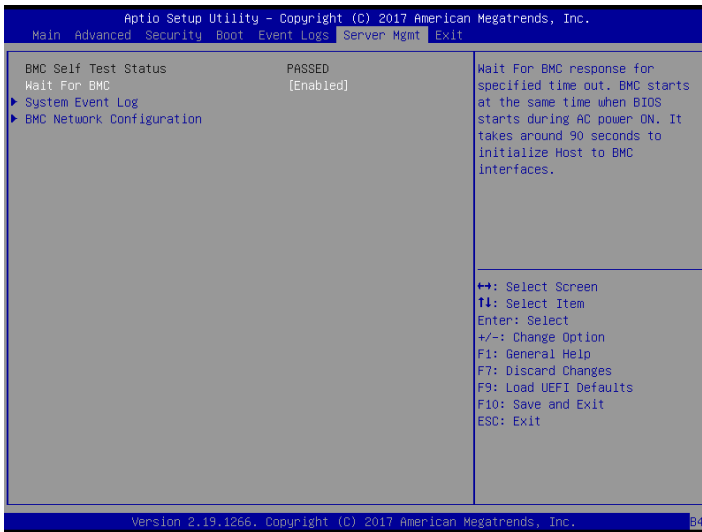 Aptio Setup Utility – Copyright (C) 2017 American Megatrends, Inc.
Main Advanced Security Boot Event Logs Server Mgmt Exit
BMC Self Test Status PASSED
Wait For BMC [Enabled]
System Event Log
BMC Network Configuration
Wait For BMC response for
specified time out. BMC starts
at the same time when BIOS
starts during AC power ON. It
takes around 90 seconds to
initialize Host to BMC
interfaces.
↔: Select Screen
↑↓: Select Item
Enter: Select
+/-: Change Option
F1: General Help
F7: Discard Changes
F9: Load UEFI Defaults
F10: Save and Exit
ESC: Exit
Version 2.19.1266. Copyright (C) 2017 American Megatrends, Inc.
B4